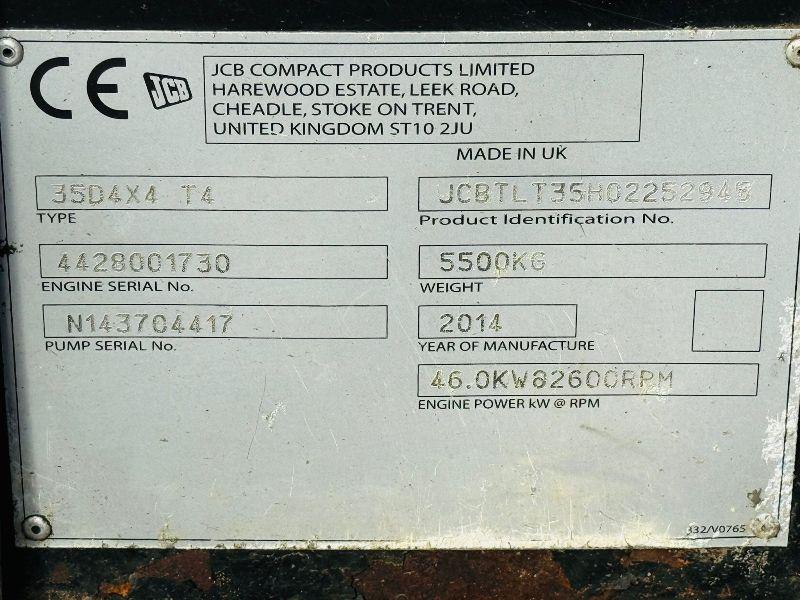 CE JCB
JCB COMPACT PRODUCTS LIMITED
HAREWOOD ESTATE, LEEK ROAD,
CHEADLE, STOKE ON TRENT,
UNITED KINGDOM ST10 2JU
MADE IN UK
35D4X4 T4
TYPE
JCBTLT35H02252945
Product Identification No.
4428001730
ENGINE SERIAL No.
5500KG
WEIGHT
N143704417
PUMP SERIAL No.
2014
YEAR OF MANUFACTURE
46.0KW@2600RPM
ENGINE POWER kW @ RPM
332/V0765